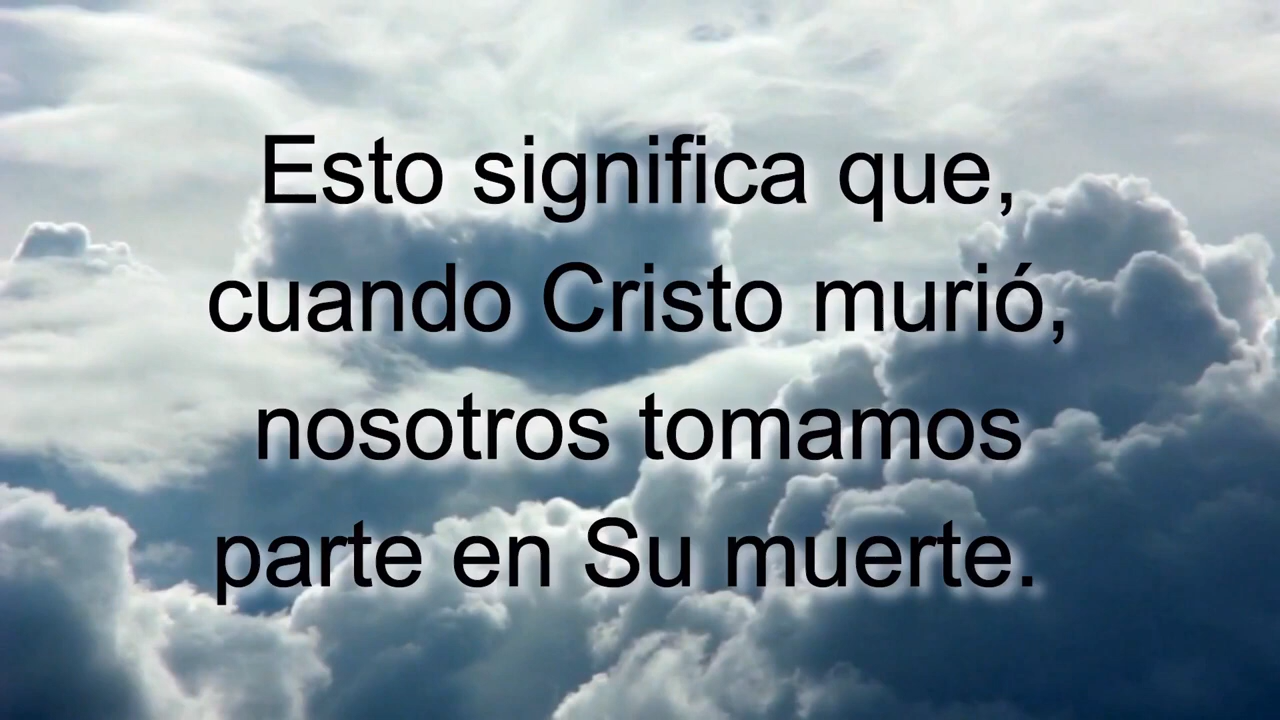 Esto significa que,
cuando Cristo murió,
nosotros tomamos
parte en Su muerte.